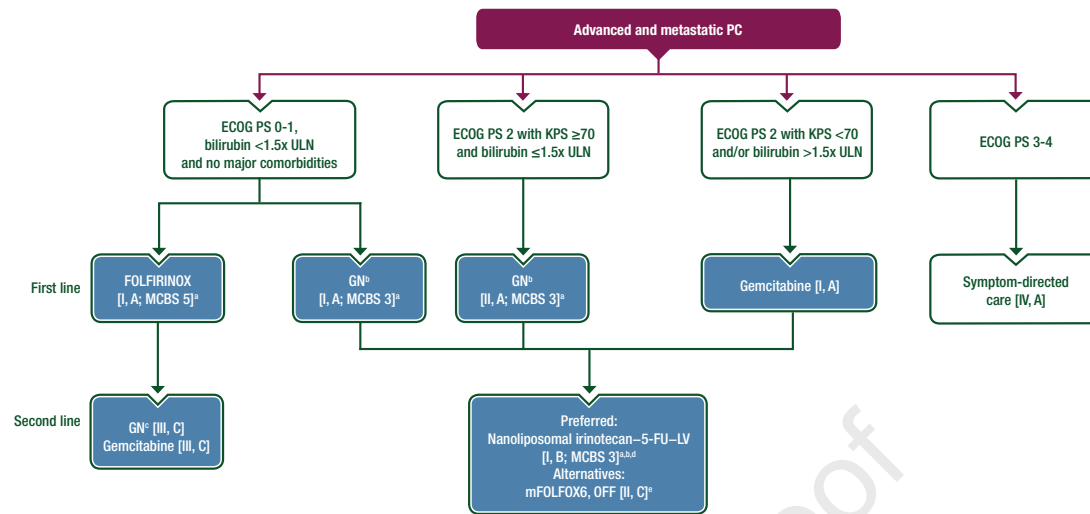 Advanced and metastatic PC
ECOG PS 0-1,
bilirubin <1.5x ULN
and no major comorbidities
ECOG PS 2 with KPS ≥70
and bilirubin ≤1.5x ULN
ECOG PS 2 with KPS <70
and/or bilirubin >1.5x ULN
ECOG PS 3-4
First line
FOLFIRINOX
[I, A; MCBS 5]ᵃ
GNᵇ
[I, A; MCBS 3]ᵃ
GNᵇ
[II, A; MCBS 3]ᵃ
Gemcitabine [I, A]
Symptom-directed
care [IV, A]
Second line
GNᶜ [III, C]
Gemcitabine [III, C]
Preferred:
Nanoliposomal irinotecan–5-FU–LV
[I, B; MCBS 3]ᵃ,ᵇ,ᵈ
Alternatives:
mFOLFOX6, OFF [II, C]ᵉ